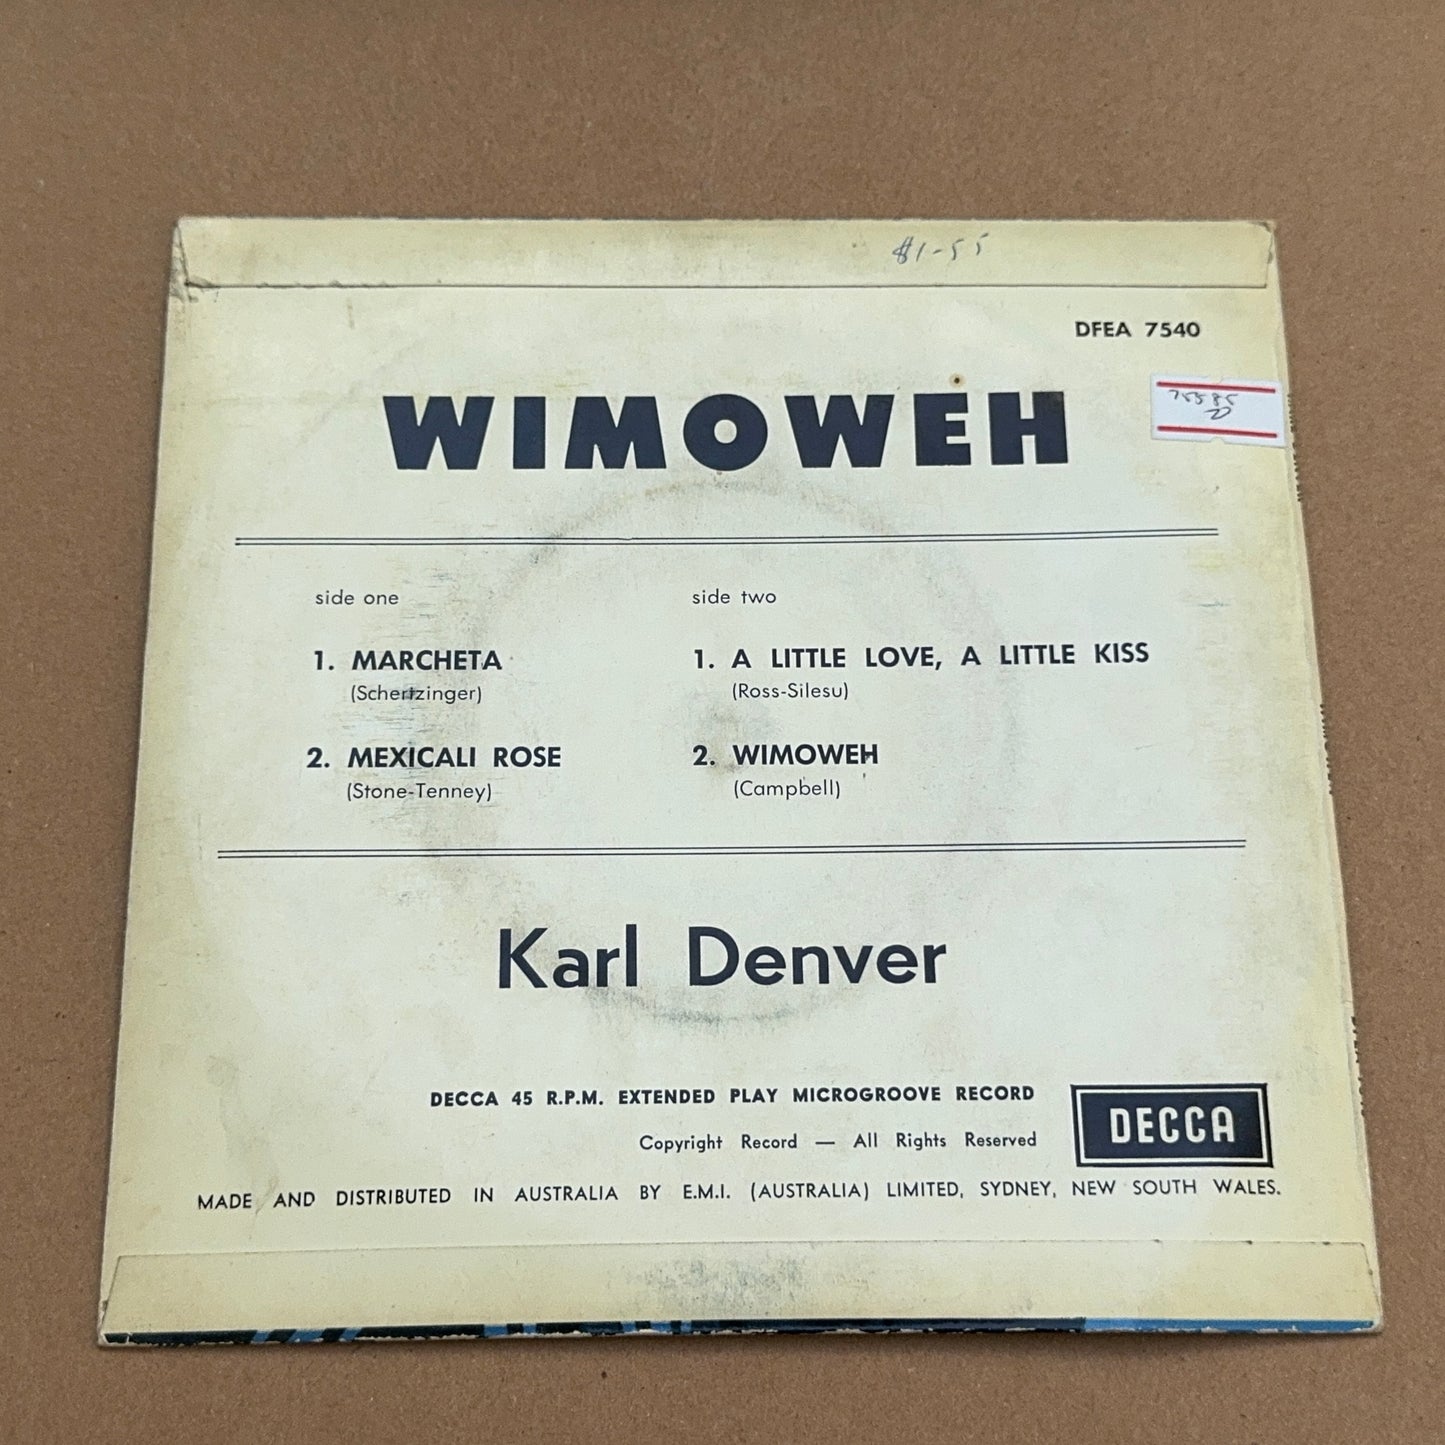 $1-55
DFEA 7540
WIMOWEH
side one
1. MARCHETA
(Schertzinger)
2. MEXICALI ROSE
(Stone-Tenney)
side two
1. A LITTLE LOVE, A LITTLE KISS
(Ross-Silesu)
2. WIMOWEH
(Campbell)
Karl Denver
DECCA 45 R.P.M. EXTENDED PLAY MICROGROOVE RECORD
Copyright Record — All Rights Reserved
DECCA
MADE AND DISTRIBUTED IN AUSTRALIA BY E.M.I. (AUSTRALIA) LIMITED, SYDNEY, NEW SOUTH WALES.